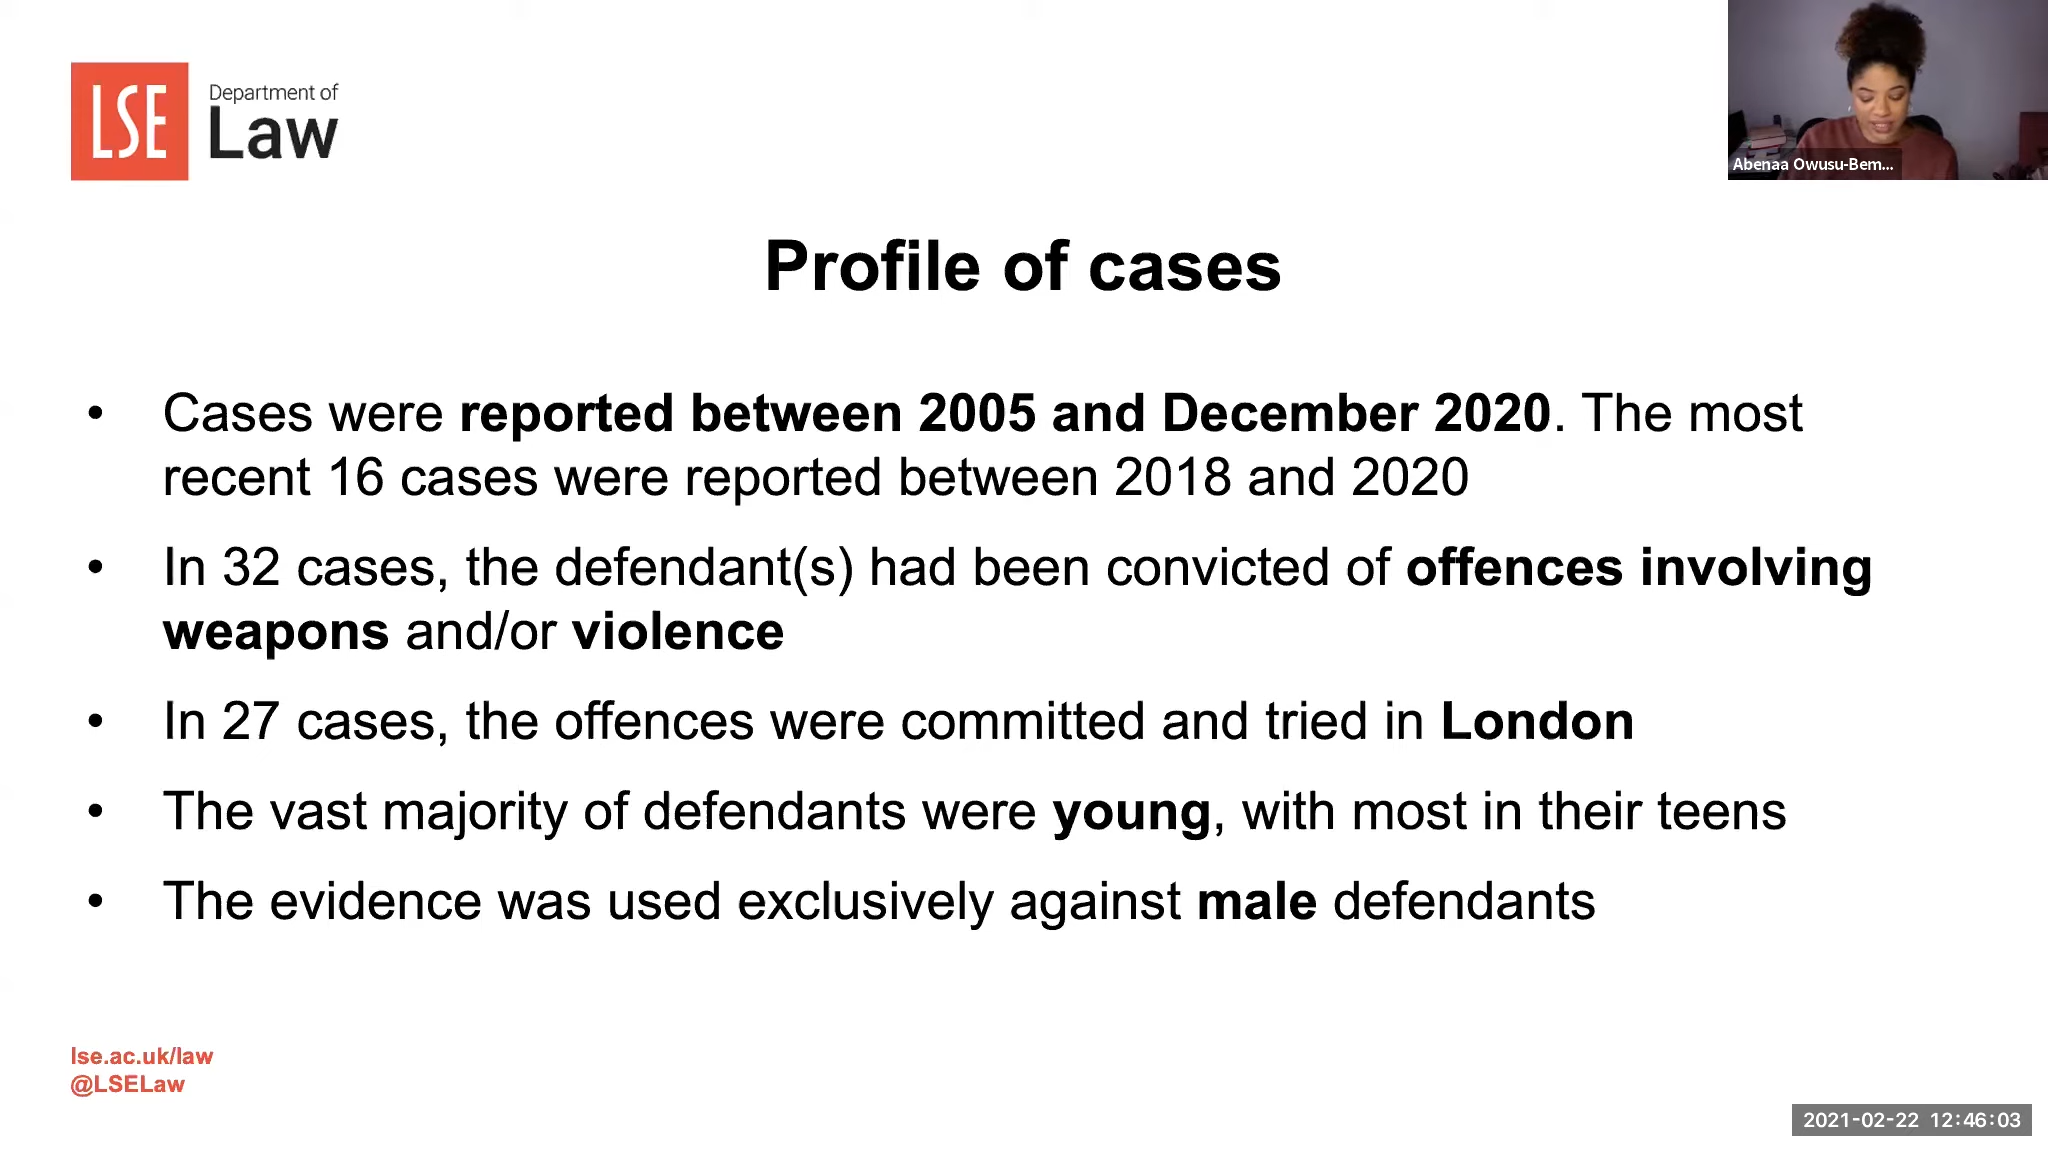 LSE
Department of
Law
Abenaa Owusu-Bem...
Profile of cases
• Cases were reported between 2005 and December 2020. The most
recent 16 cases were reported between 2018 and 2020
• In 32 cases, the defendant(s) had been convicted of offences involving
weapons and/or violence
• In 27 cases, the offences were committed and tried in London
• The vast majority of defendants were young, with most in their teens
• The evidence was used exclusively against male defendants
lse.ac.uk/law
@LSELaw
2021-02-22 12:46:03